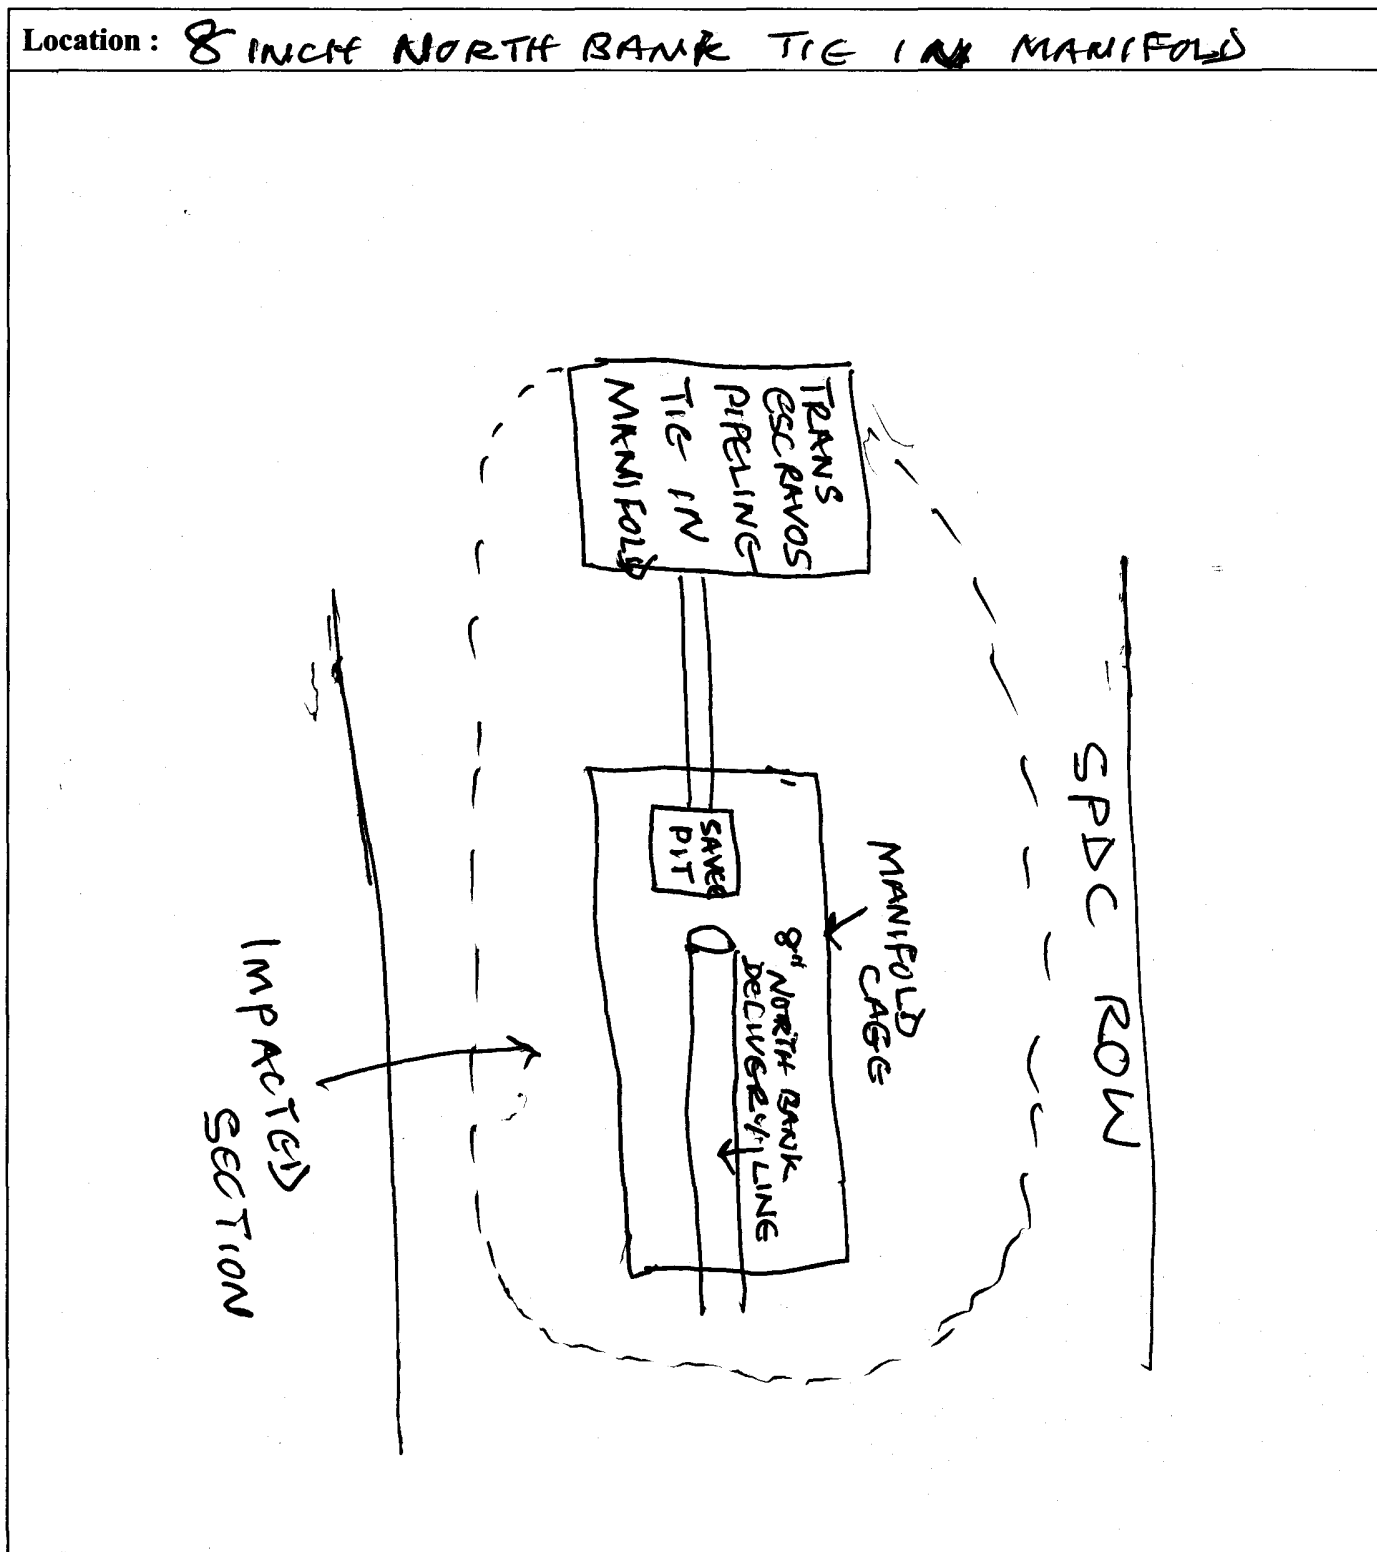 Location : 8 INCH NORTH BANK TIE IN MANIFOLD
TRANS
ESCRAVOS
PIPELINE
TIE IN
MANIFOLD
SPDC ROW
MANIFOLD
CAGE
SAVER
PIT
8" NORTH BANK
DELIVERY LINE
IMPACTED
SECTION